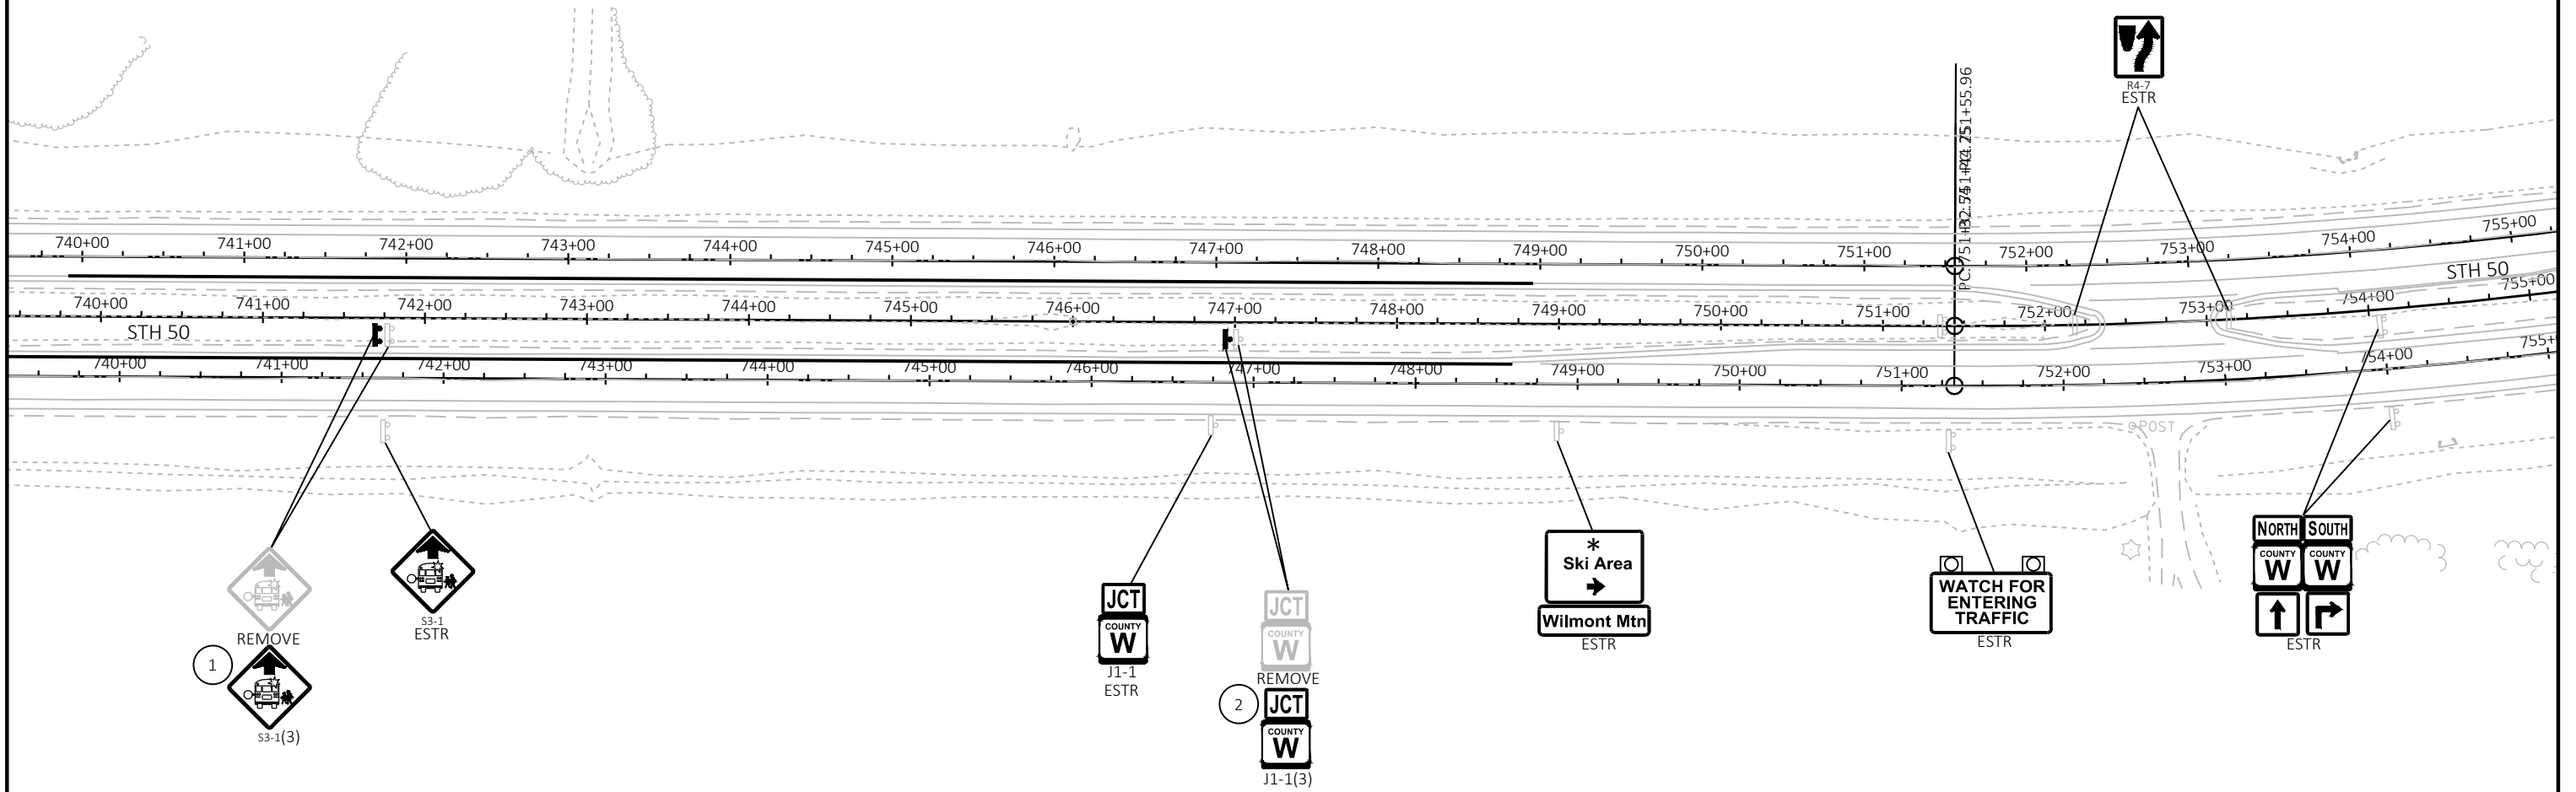 R4-7
ESTR
740+00 741+00 742+00 743+00 744+00 745+00 746+00 747+00 748+00 749+00 750+00 751+00 752+00 753+00 754+00 755+00
STH 50
740+00 741+00 742+00 743+00 744+00 745+00 746+00 747+00 748+00 749+00 750+00 751+00 752+00 753+00 754+00 755+00
STH 50
740+00 741+00 742+00 743+00 744+00 745+00 746+00 747+00 748+00 749+00 750+00 751+00 752+00 753+00 754+00 755+
POST
REMOVE
1
S3-1(3)
S3-1
ESTR
JCT
COUNTY
W
J1-1
ESTR
JCT
COUNTY
W
REMOVE
2
JCT
COUNTY
W
J1-1(3)
*
Ski Area
Wilmont Mtn
ESTR
WATCH FOR
ENTERING
TRAFFIC
ESTR
NORTH SOUTH
COUNTY COUNTY
W W
ESTR